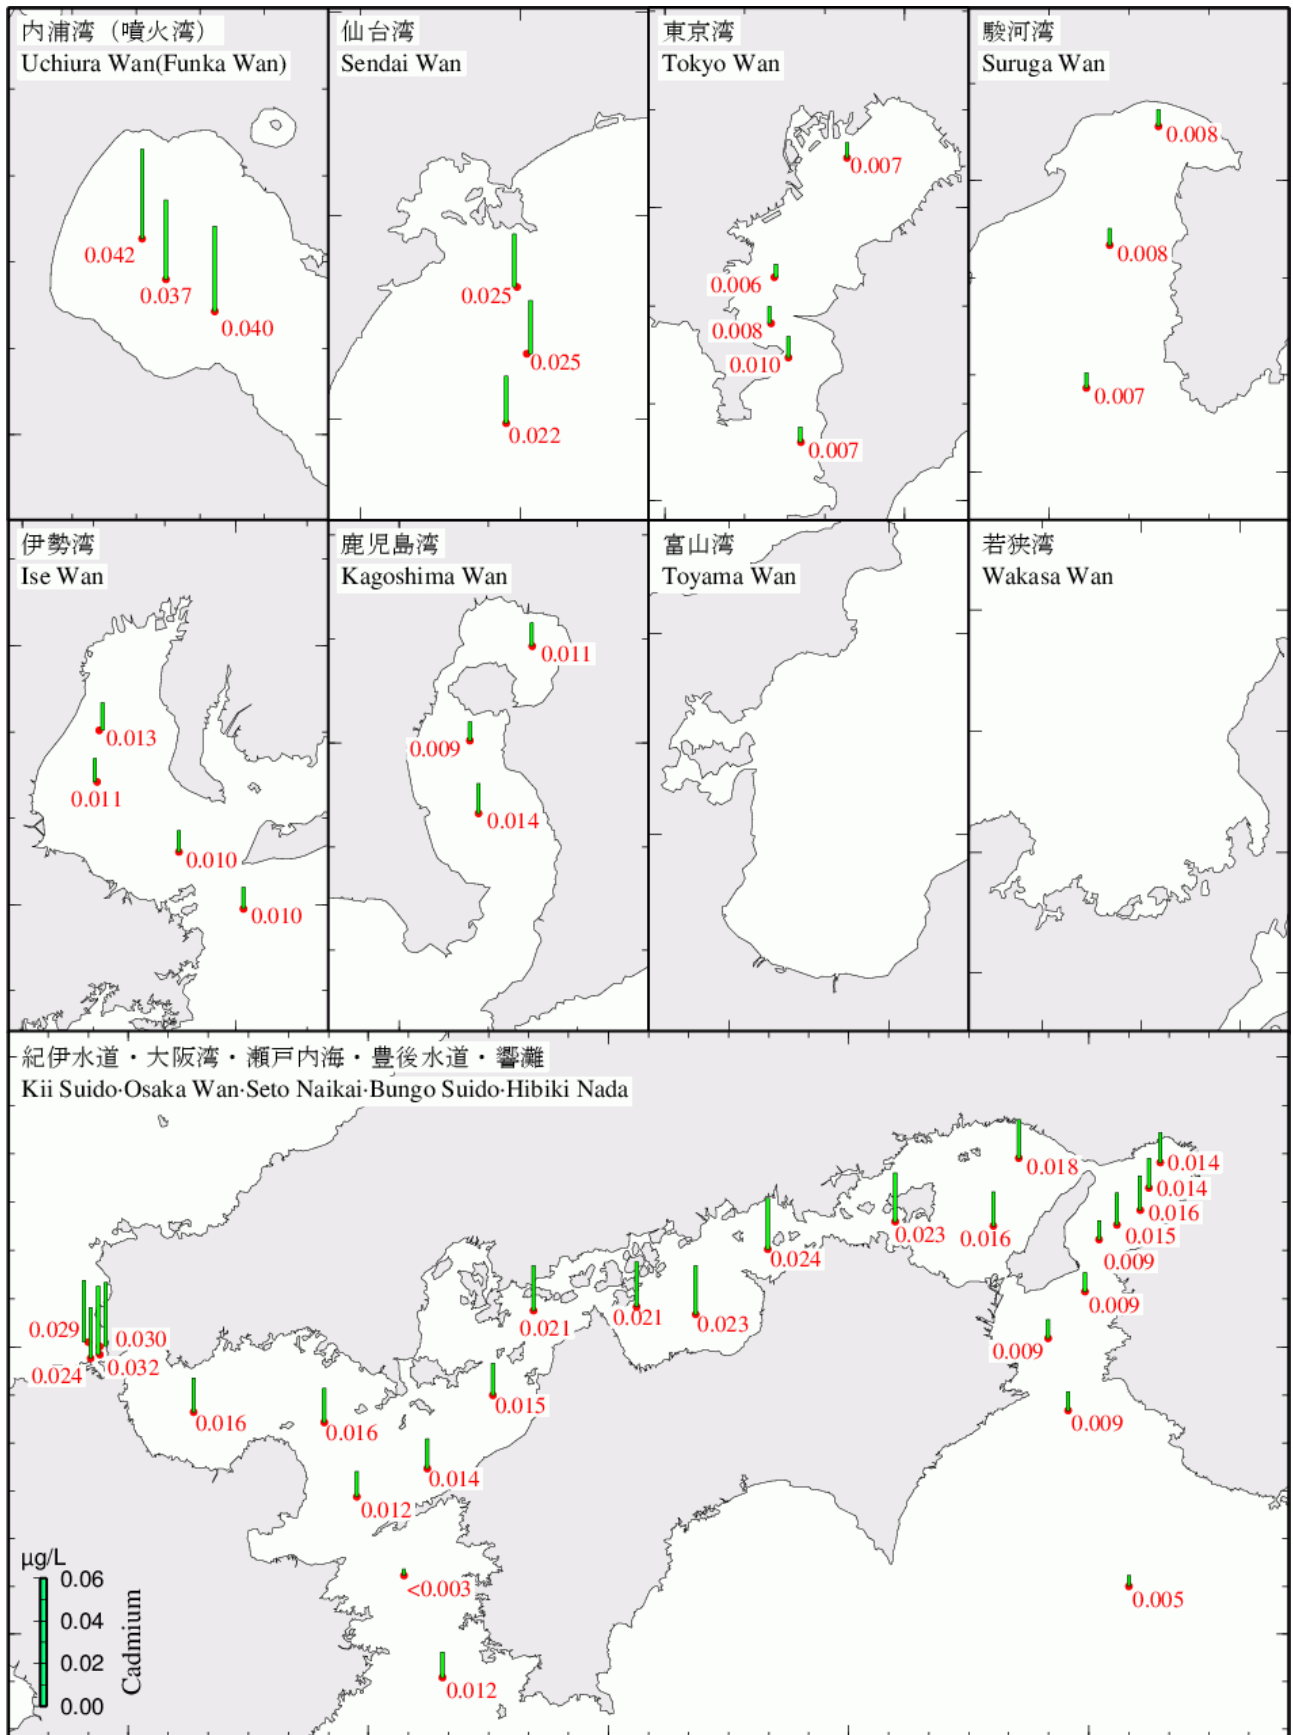 内浦湾（噴火湾）
Uchiura Wan(Funka Wan)
0.042
0.037
0.040
仙台湾
Sendai Wan
0.025
0.025
0.022
東京湾
Tokyo Wan
0.007
0.006
0.008
0.010
0.007
駿河湾
Suruga Wan
0.008
0.008
0.007
伊勢湾
Ise Wan
0.013
0.011
0.010
0.010
鹿児島湾
Kagoshima Wan
0.011
0.009
0.014
富山湾
Toyama Wan
若狭湾
Wakasa Wan
紀伊水道・大阪湾・瀬戸内海・豊後水道・響灘
Kii Suido·Osaka Wan·Seto Naikai·Bungo Suido·Hibiki Nada
0.018
0.014
0.014
0.016
0.015
0.009
0.023
0.016
0.024
0.009
0.021
0.021
0.023
0.029
0.030
0.024
0.032
0.009
0.015
0.016
0.016
0.009
0.014
0.012
<0.003
0.005
0.012
µg/L
0.06
0.04
0.02
0.00
Cadmium